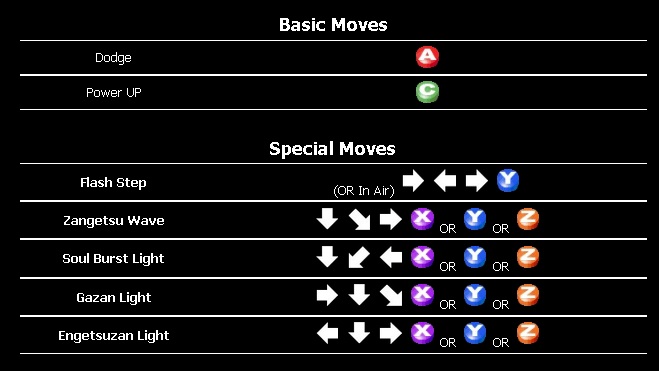 Basic Moves
Dodge A
Power UP C
Special Moves
Flash Step (OR In Air) Y
Zangetsu Wave X OR Y OR Z
Soul Burst Light X OR Y OR Z
Gazan Light X OR Y OR Z
Engetsuzan Light X OR Y OR Z